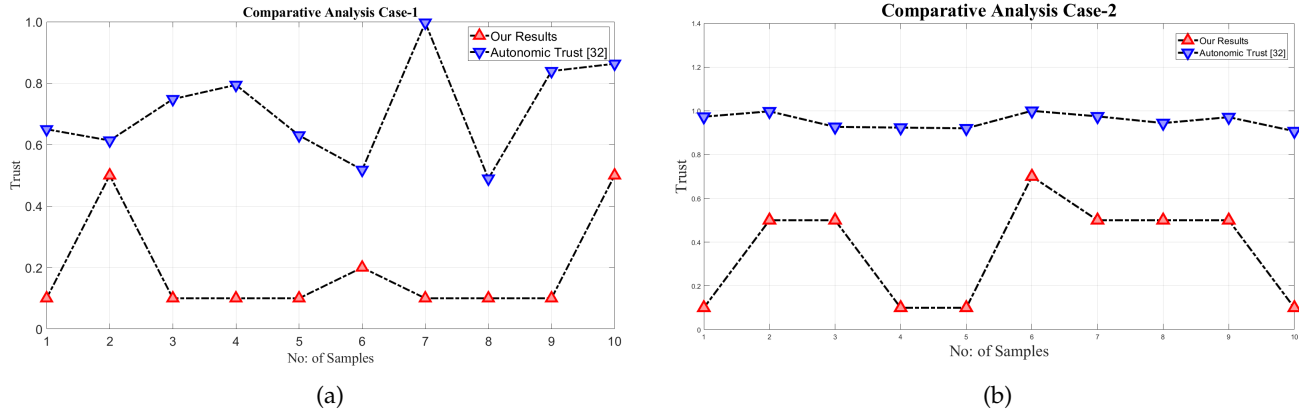 Comparative Analysis Case-1
Our Results
Autonomic Trust [32]
1.0
0.8
0.6
0.4
0.2
0
Trust
1 2 3 4 5 6 7 8 9 10
No: of Samples
(a)
Comparative Analysis Case-2
Our Results
Autonomic Trust [32]
1.4
1.2
1.0
0.8
0.6
0.4
0.2
0
Trust
1 2 3 4 5 6 7 8 9 10
No: of Samples
(b)